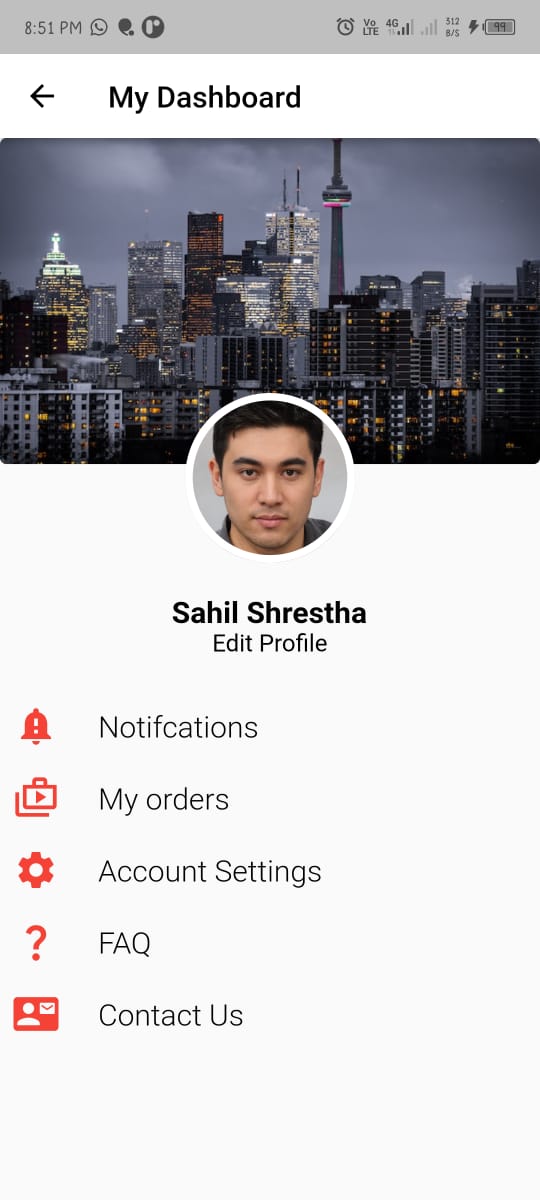 8:51 PM Vo LTE 4G 312 B/S 99
My Dashboard
Sahil Shrestha
Edit Profile
Notifcations
My orders
Account Settings
FAQ
Contact Us